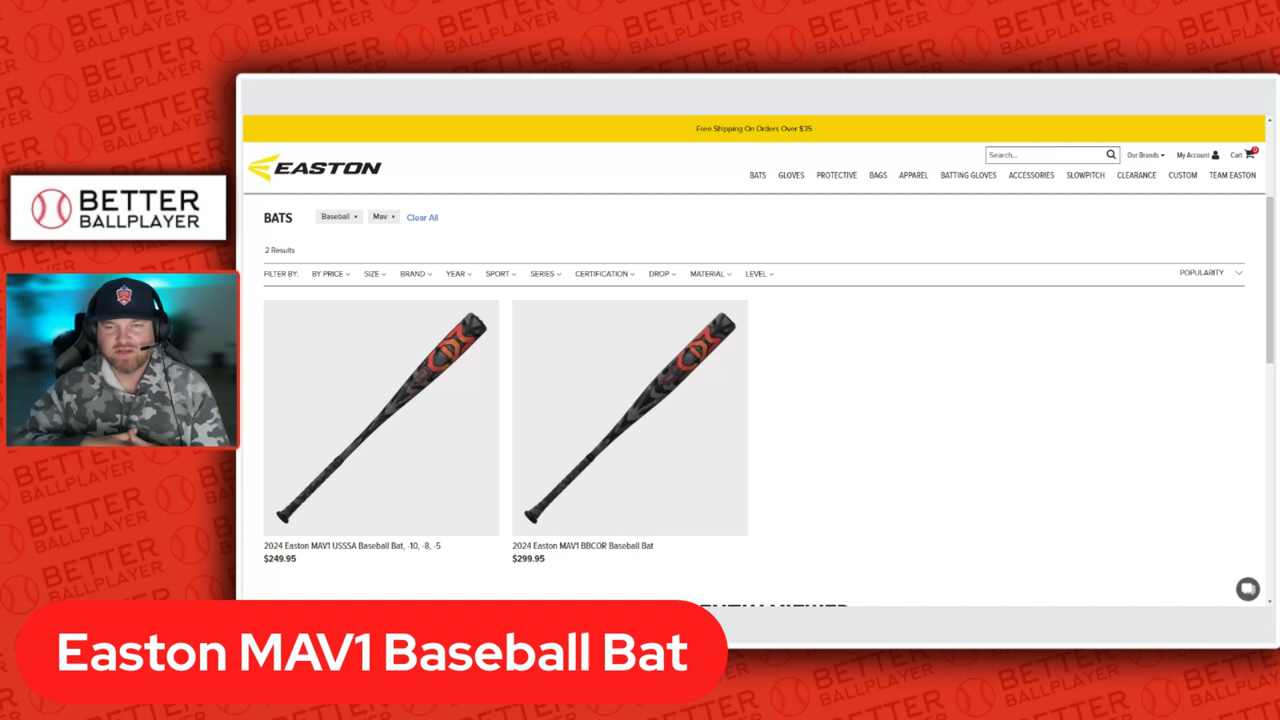 BETTER
BALLPLAYER
Free Shipping On Orders Over $35
EASTON
Search...
Our Brands
My Account
Cart
0
BATS
GLOVES
PROTECTIVE
BAGS
APPAREL
BATTING GLOVES
ACCESSORIES
SLOWPITCH
CLEARANCE
CUSTOM
TEAM EASTON
BATS
Baseball
Mav
Clear All
2 Results
FILTER BY:
BY PRICE
SIZE
BRAND
YEAR
SPORT
SERIES
CERTIFICATION
DROP
MATERIAL
LEVEL
POPULARITY
2024 Easton MAV1 USSSA Baseball Bat, -10, -8, -5
$249.95
2024 Easton MAV1 BBCOR Baseball Bat
$299.95
Easton MAV1 Baseball Bat